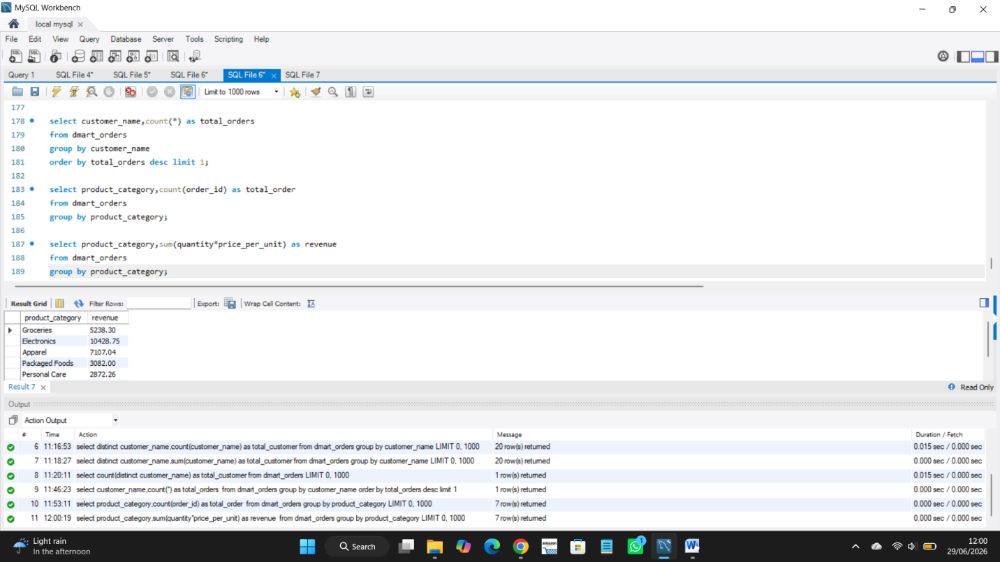 MySQL Workbench
local mysql
File Edit View Query Database Server Tools Scripting Help
Query 1 SQL File 4* SQL File 5* SQL File 6* SQL File 6* SQL File 7
Limit to 1000 rows
177
178 select customer_name,count(*) as total_orders
179 from dmart_orders
180 group by customer_name
181 order by total_orders desc limit 1;
182
183 select product_category,count(order_id) as total_order
184 from dmart_orders
185 group by product_category;
186
187 select product_category,sum(quantity*price_per_unit) as revenue
188 from dmart_orders
189 group by product_category;
Result Grid Filter Rows: Export: Wrap Cell Content:
product_category revenue
Groceries 5238.30
Electronics 10428.75
Apparel 7107.04
Packaged Foods 3082.00
Personal Care 2872.26
Result 7 Read Only
Output
Action Output
# Time Action Message Duration / Fetch
6 11:16:53 select distinct customer_name,count(customer_name) as total_customer from dmart_orders group by customer_name LIMIT 0, 1000 20 row(s) returned 0.015 sec / 0.000 sec
7 11:18:27 select distinct customer_name,sum(customer_name) as total_customer from dmart_orders group by customer_name LIMIT 0, 1000 20 row(s) returned 0.000 sec / 0.000 sec
8 11:20:11 select count(distinct customer_name) as total_customer from dmart_orders LIMIT 0, 1000 1 row(s) returned 0.015 sec / 0.000 sec
9 11:46:23 select customer_name,count(*) as total_orders from dmart_orders group by customer_name order by total_orders desc limit 1 1 row(s) returned 0.000 sec / 0.000 sec
10 11:53:11 select product_category,count(order_id) as total_order from dmart_orders group by product_category LIMIT 0, 1000 7 row(s) returned 0.000 sec / 0.000 sec
11 12:00:19 select product_category,sum(quantity*price_per_unit) as revenue from dmart_orders group by product_category LIMIT 0, 1000 7 row(s) returned 0.000 sec / 0.000 sec
Light rain
In the afternoon
Search
amazon
1
12:00
29/06/2026